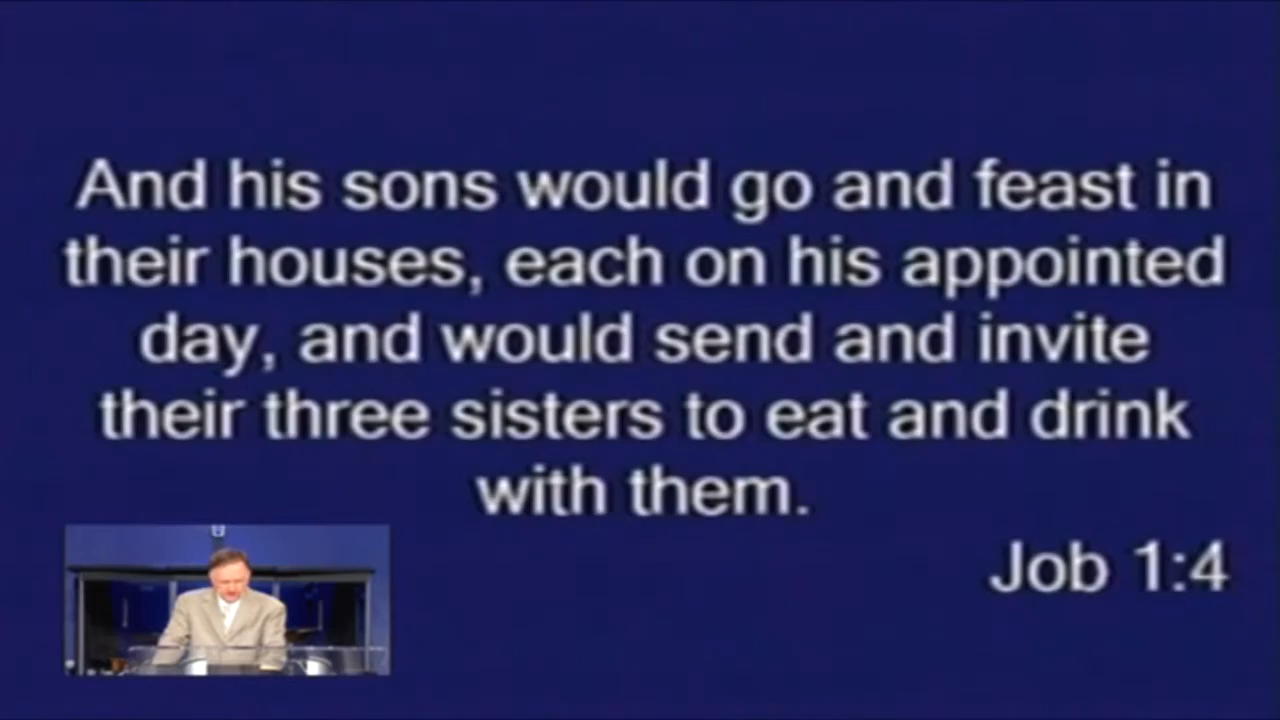 And his sons would go and feast in
their houses, each on his appointed
day, and would send and invite
their three sisters to eat and drink
with them.
Job 1:4